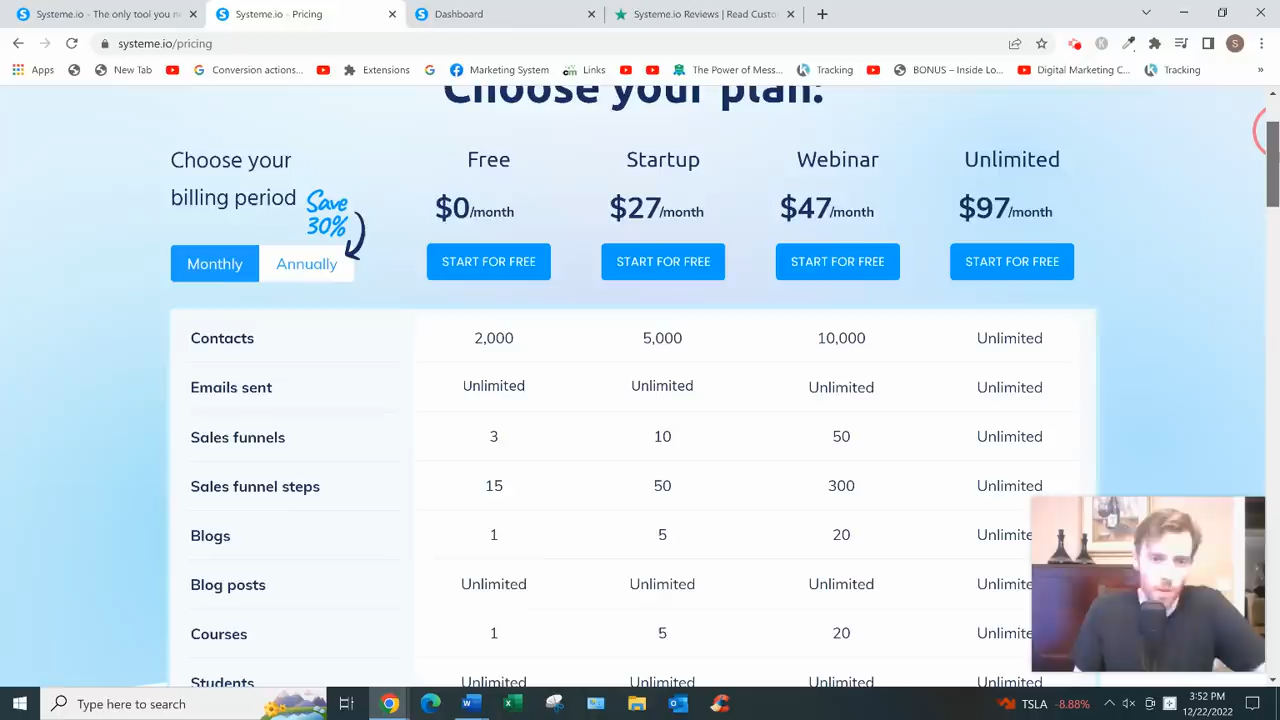 Systeme.io - The only tool you n
Systeme.io - Pricing
Dashboard
Systeme.io Reviews | Read Custo
systeme.io/pricing
S
Apps
New Tab
Conversion actions...
Extensions
Marketing System
Links
The Power of Mess...
Tracking
BONUS – Inside Lo...
Digital Marketing C...
Tracking
»
Choose your plan:
Choose your
billing period
Save
30%
Monthly
Annually
Free
Startup
Webinar
Unlimited
$0/month
$27/month
$47/month
$97/month
START FOR FREE
START FOR FREE
START FOR FREE
START FOR FREE
Contacts 2,000 5,000 10,000 Unlimited
Emails sent Unlimited Unlimited Unlimited Unlimited
Sales funnels 3 10 50 Unlimited
Sales funnel steps 15 50 300 Unlimited
Blogs 1 5 20 Unlimite
Blog posts Unlimited Unlimited Unlimited Unlimite
Courses 1 5 20 Unlimite
Students Unlimited Unlimited Unlimited Unlimite
Type here to search
TSLA -8.88%
3:52 PM
12/22/2022